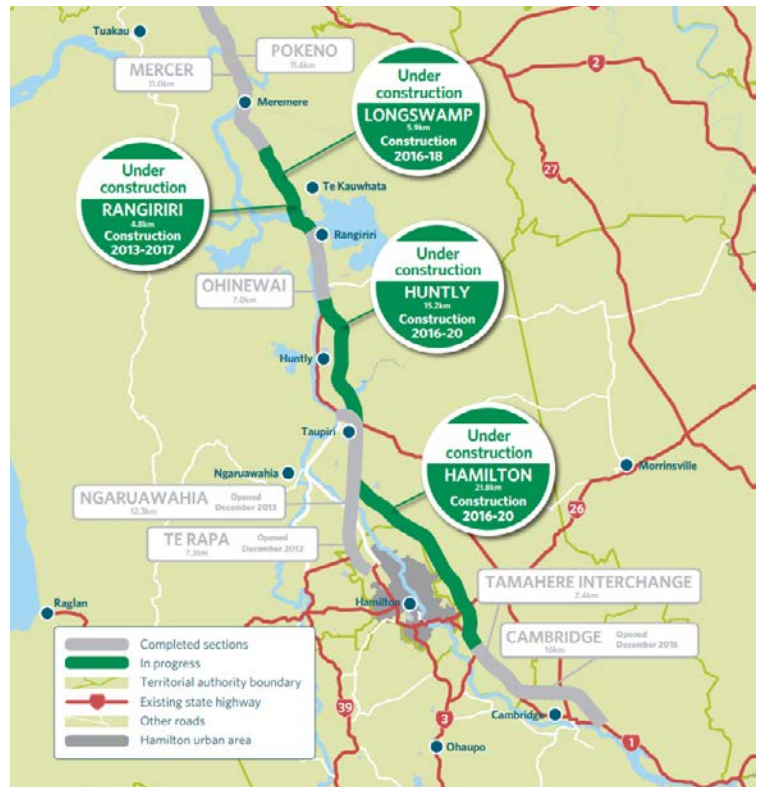 Tuakau
POKENO
11.6km
MERCER
11.0km
Meremere
Under
construction
LONGSWAMP
5.9km
Construction
2016-18
2
27
Under
construction
RANGIRIRI
4.8km
Construction
2013-2017
Te Kauwhata
Rangiriri
Under
construction
HUNTLY
15.2km
Construction
2016-20
OHINEWAI
7.0km
Huntly
Taupiri
Under
construction
HAMILTON
21.8km
Construction
2016-20
Morrinsville
Ngaruawahia
NGARUAWAHIA
12.3km
Opened
December 2013
26
TE RAPA
7.3km
Opened
December 2012
TAMAHERE INTERCHANGE
2.4km
Raglan
Hamilton
CAMBRIDGE
16km
Opened
December 2015
Completed sections
In progress
Territorial authority boundary
Existing state highway
Other roads
Hamilton urban area
39
3
Cambridge
1
Ohaupo